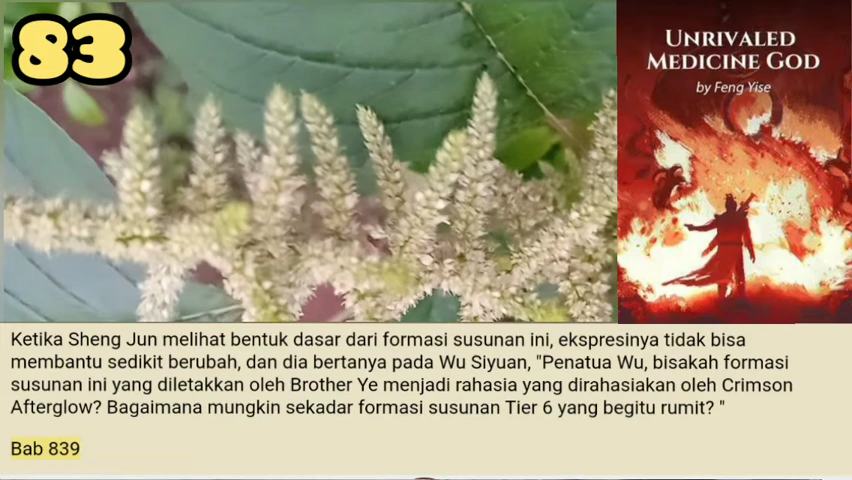 83
UNRIVALED
MEDICINE GOD
by Feng Yise
Ketika Sheng Jun melihat bentuk dasar dari formasi susunan ini, ekspresinya tidak bisa
membantu sedikit berubah, dan dia bertanya pada Wu Siyuan, "Penatua Wu, bisakah formasi
susunan ini yang diletakkan oleh Brother Ye menjadi rahasia yang dirahasiakan oleh Crimson
Afterglow? Bagaimana mungkin sekadar formasi susunan Tier 6 yang begitu rumit? "
Bab 839